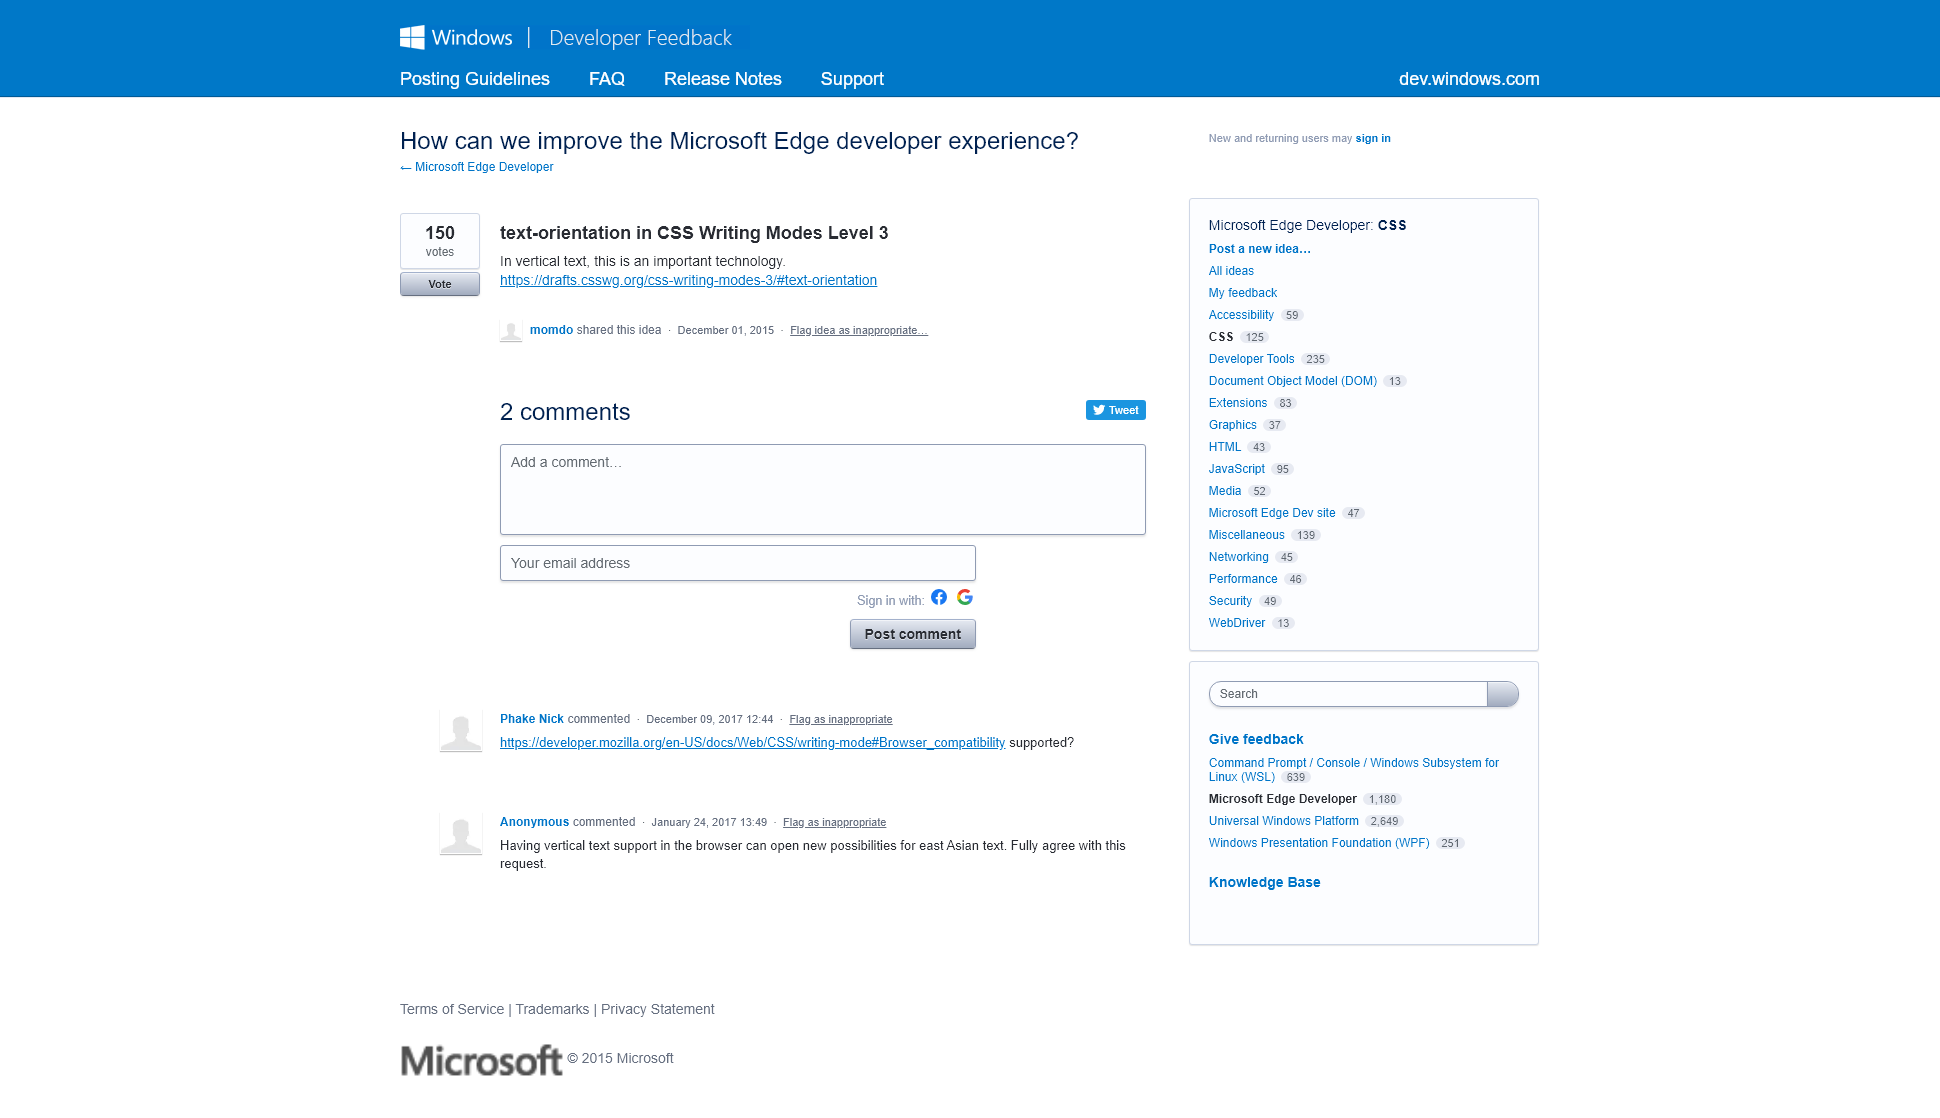 Windows | Developer Feedback
Posting Guidelines FAQ Release Notes Support dev.windows.com
How can we improve the Microsoft Edge developer experience?
← Microsoft Edge Developer
New and returning users may sign in
150
votes
Vote
text-orientation in CSS Writing Modes Level 3
In vertical text, this is an important technology.
https://drafts.csswg.org/css-writing-modes-3/#text-orientation
momdo shared this idea · December 01, 2015 · Flag idea as inappropriate…
2 comments
Tweet
Add a comment…
Your email address
Sign in with:
Post comment
Phake Nick commented · December 09, 2017 12:44 · Flag as inappropriate
https://developer.mozilla.org/en-US/docs/Web/CSS/writing-mode#Browser_compatibility supported?
Anonymous commented · January 24, 2017 13:49 · Flag as inappropriate
Having vertical text support in the browser can open new possibilities for east Asian text. Fully agree with this
request.
Microsoft Edge Developer: CSS
Post a new idea…
All ideas
My feedback
Accessibility 59
CSS 125
Developer Tools 235
Document Object Model (DOM) 13
Extensions 83
Graphics 37
HTML 43
JavaScript 95
Media 52
Microsoft Edge Dev site 47
Miscellaneous 139
Networking 45
Performance 46
Security 49
WebDriver 13
Search
Give feedback
Command Prompt / Console / Windows Subsystem for
Linux (WSL) 639
Microsoft Edge Developer 1,180
Universal Windows Platform 2,649
Windows Presentation Foundation (WPF) 251
Knowledge Base
Terms of Service | Trademarks | Privacy Statement
Microsoft © 2015 Microsoft